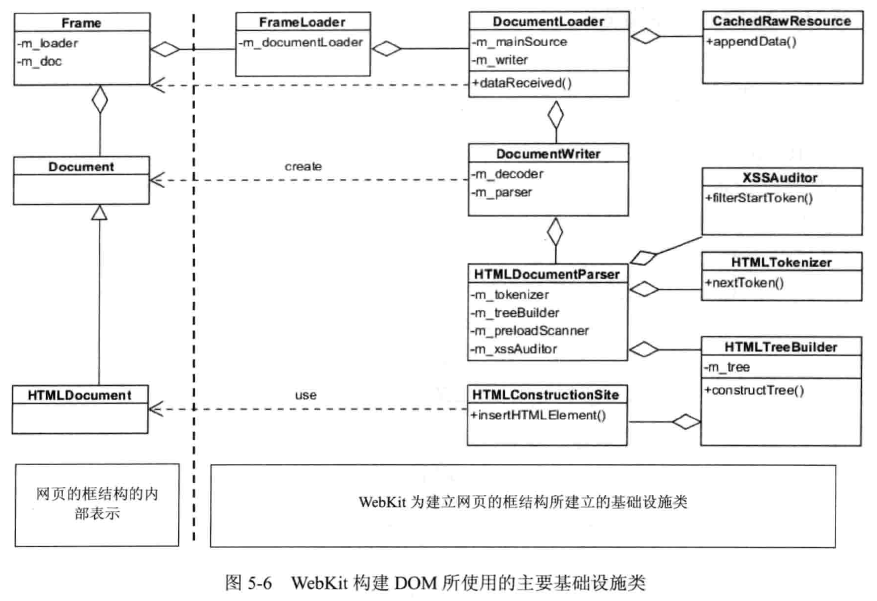 Frame
-m_loader
-m_doc
FrameLoader
-m_documentLoader
DocumentLoader
-m_mainSource
-m_writer
+dataReceived()
CachedRawResource
+appendData()
Document
create
DocumentWriter
-m_decoder
-m_parser
XSSAuditor
+filterStartToken()
HTMLDocumentParser
-m_tokenizer
-m_treeBuilder
-m_preloadScanner
-m_xssAuditor
HTMLTokenizer
+nextToken()
HTMLTreeBuilder
-m_tree
+constructTree()
HTMLDocument
use
HTMLConstructionSite
+insertHTMLElement()
网页的框结构的内
部表示
WebKit 为建立网页的框结构所建立的基础设施类
图 5-6 WebKit 构建 DOM 所使用的主要基础设施类